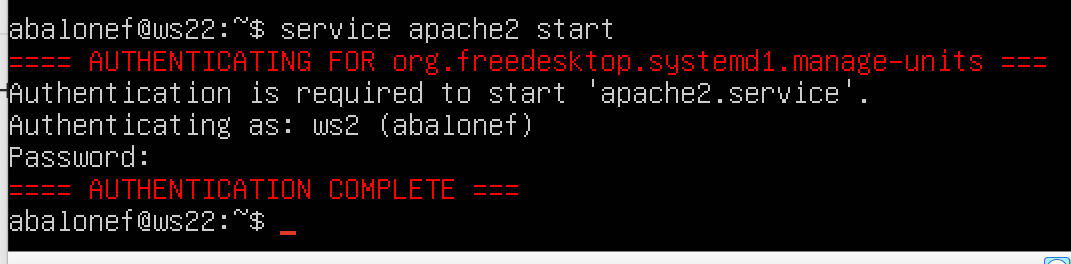 abalonef@ws22:~$ service apache2 start
==== AUTHENTICATING FOR org.freedesktop.systemd1.manage-units ===
Authentication is required to start 'apache2.service'.
Authenticating as: ws2 (abalonef)
Password:
==== AUTHENTICATION COMPLETE ===
abalonef@ws22:~$ _